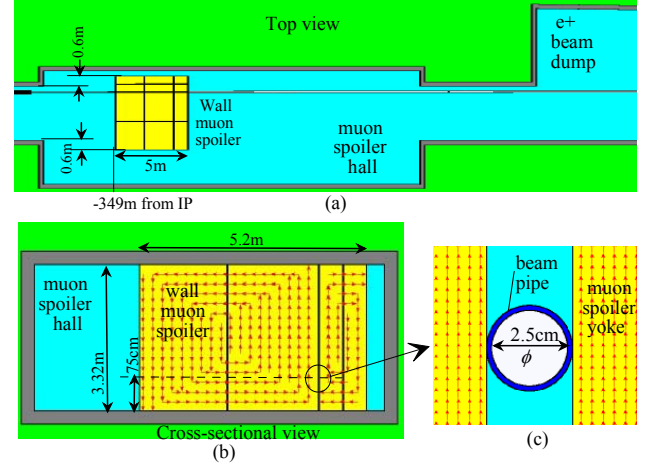 Top view
e+
beam
dump
~0.6m
Wall
muon
spoiler
muon
spoiler
hall
0.6m
5m
-349m from IP
(a)
5.2m
muon
spoiler
hall
wall
muon
spoiler
3.32m
~75cm
Cross-sectional view
(b)
beam
pipe
muon
spoiler
yoke
2.5cm
ϕ
(c)